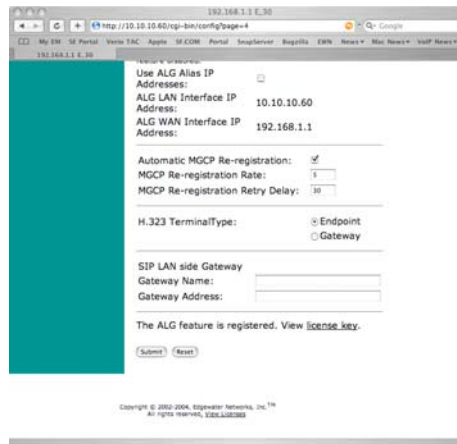 192.168.1.1 E_30
http://10.10.10.60/cgi-bin/config?page=4
Q- Google
My EN SF Portal Verio TAC Apple SF.COM Portal SnapServer Bugzilla EWN News Mac News VoIP News
192.168.1.1 E_30
feature disabled.
Use ALG Alias IP
Addresses:
ALG LAN Interface IP
Address:
10.10.10.60
ALG WAN Interface IP
Address:
192.168.1.1
Automatic MGCP Re-registration:
MGCP Re-registration Rate: 5
MGCP Re-registration Retry Delay: 30
H.323 TerminalType:
Endpoint
Gateway
SIP LAN side Gateway
Gateway Name:
Gateway Address:
The ALG feature is registered. View license key.
Submit Reset
Copyright © 2002-2004, Edgewater Networks, Inc.™
All rights reserved, View Licenses